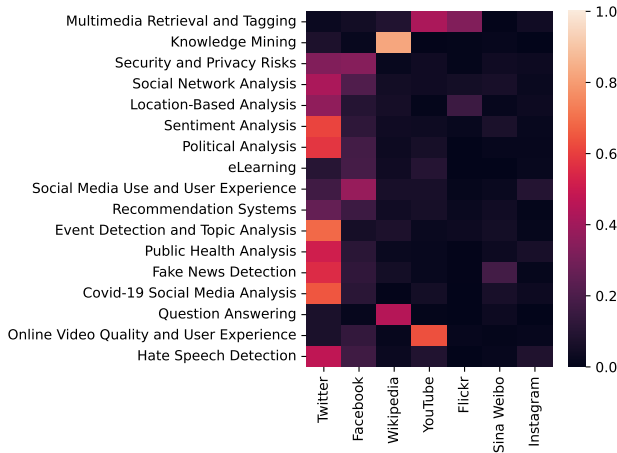 Multimedia Retrieval and Tagging
Knowledge Mining
Security and Privacy Risks
Social Network Analysis
Location-Based Analysis
Sentiment Analysis
Political Analysis
eLearning
Social Media Use and User Experience
Recommendation Systems
Event Detection and Topic Analysis
Public Health Analysis
Fake News Detection
Covid-19 Social Media Analysis
Question Answering
Online Video Quality and User Experience
Hate Speech Detection
Twitter
Facebook
Wikipedia
YouTube
Flickr
Sina Weibo
Instagram
1.0
0.8
0.6
0.4
0.2
0.0